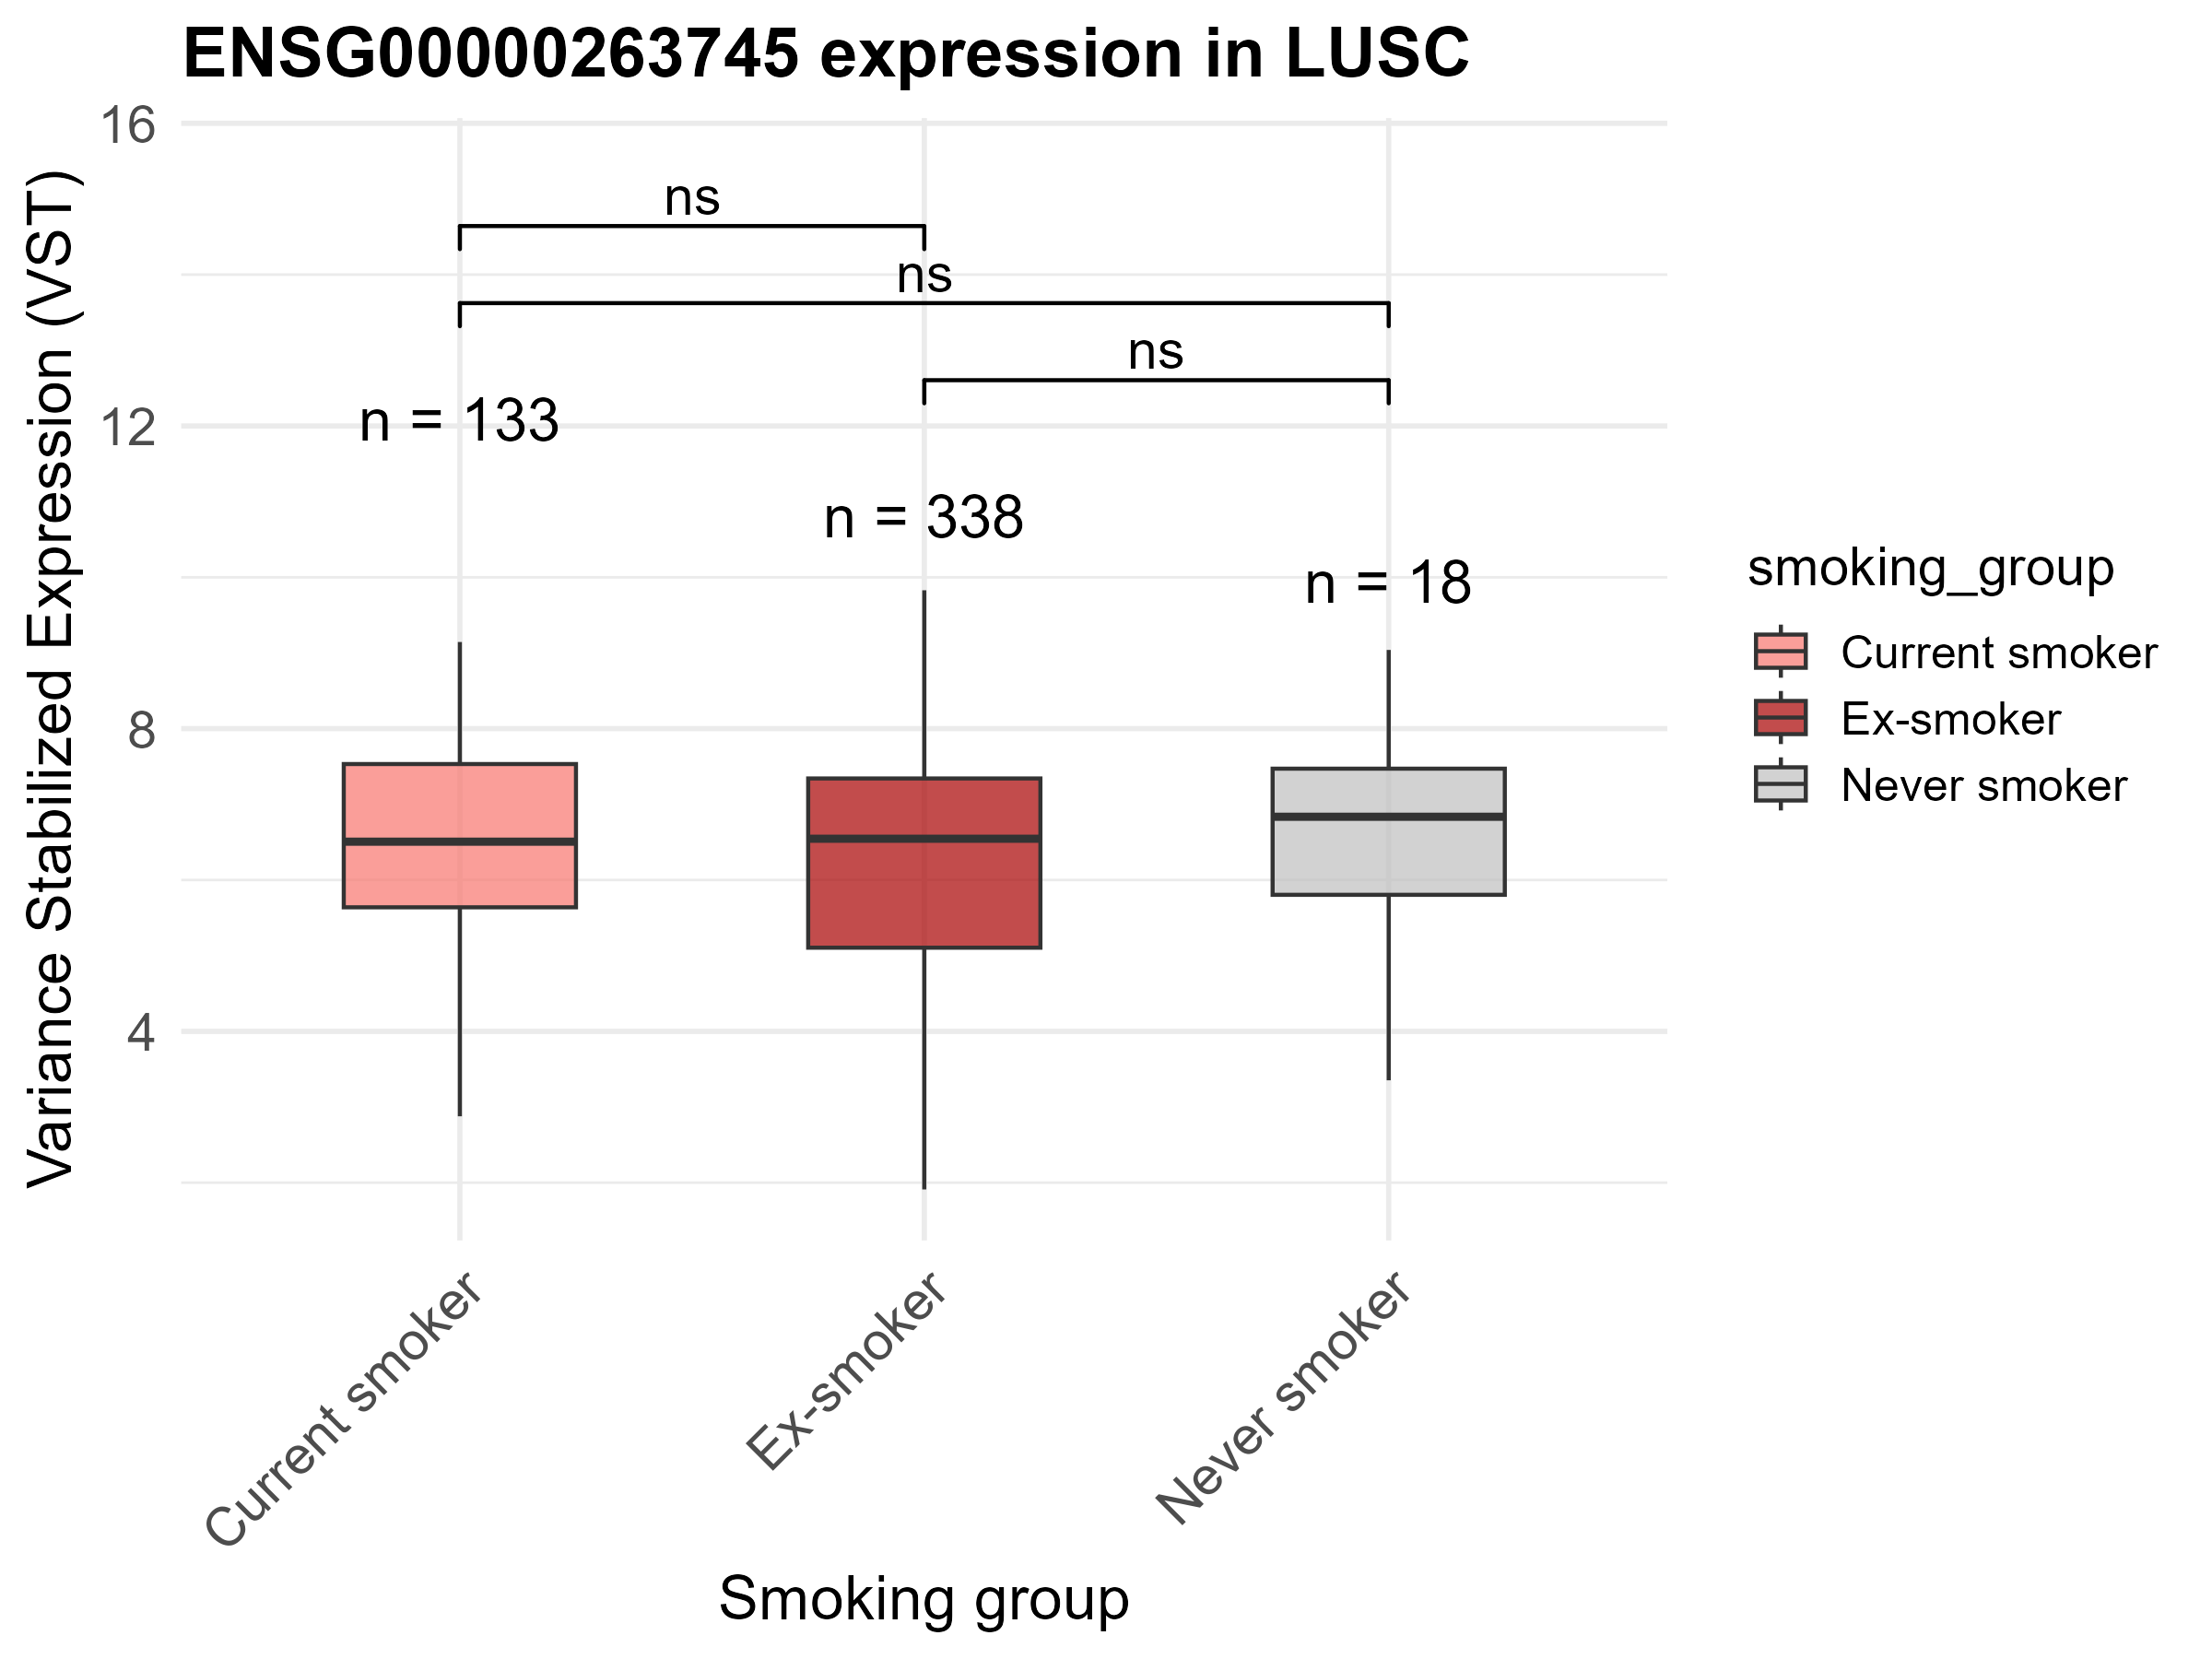 ENSG00000263745 expression in LUSC
Variance Stabilized Expression (VST)
16
12
8
4
ns
ns
ns
n = 133
n = 338
n = 18
Current smoker
Ex-smoker
Never smoker
Smoking group
smoking_group
Current smoker
Ex-smoker
Never smoker